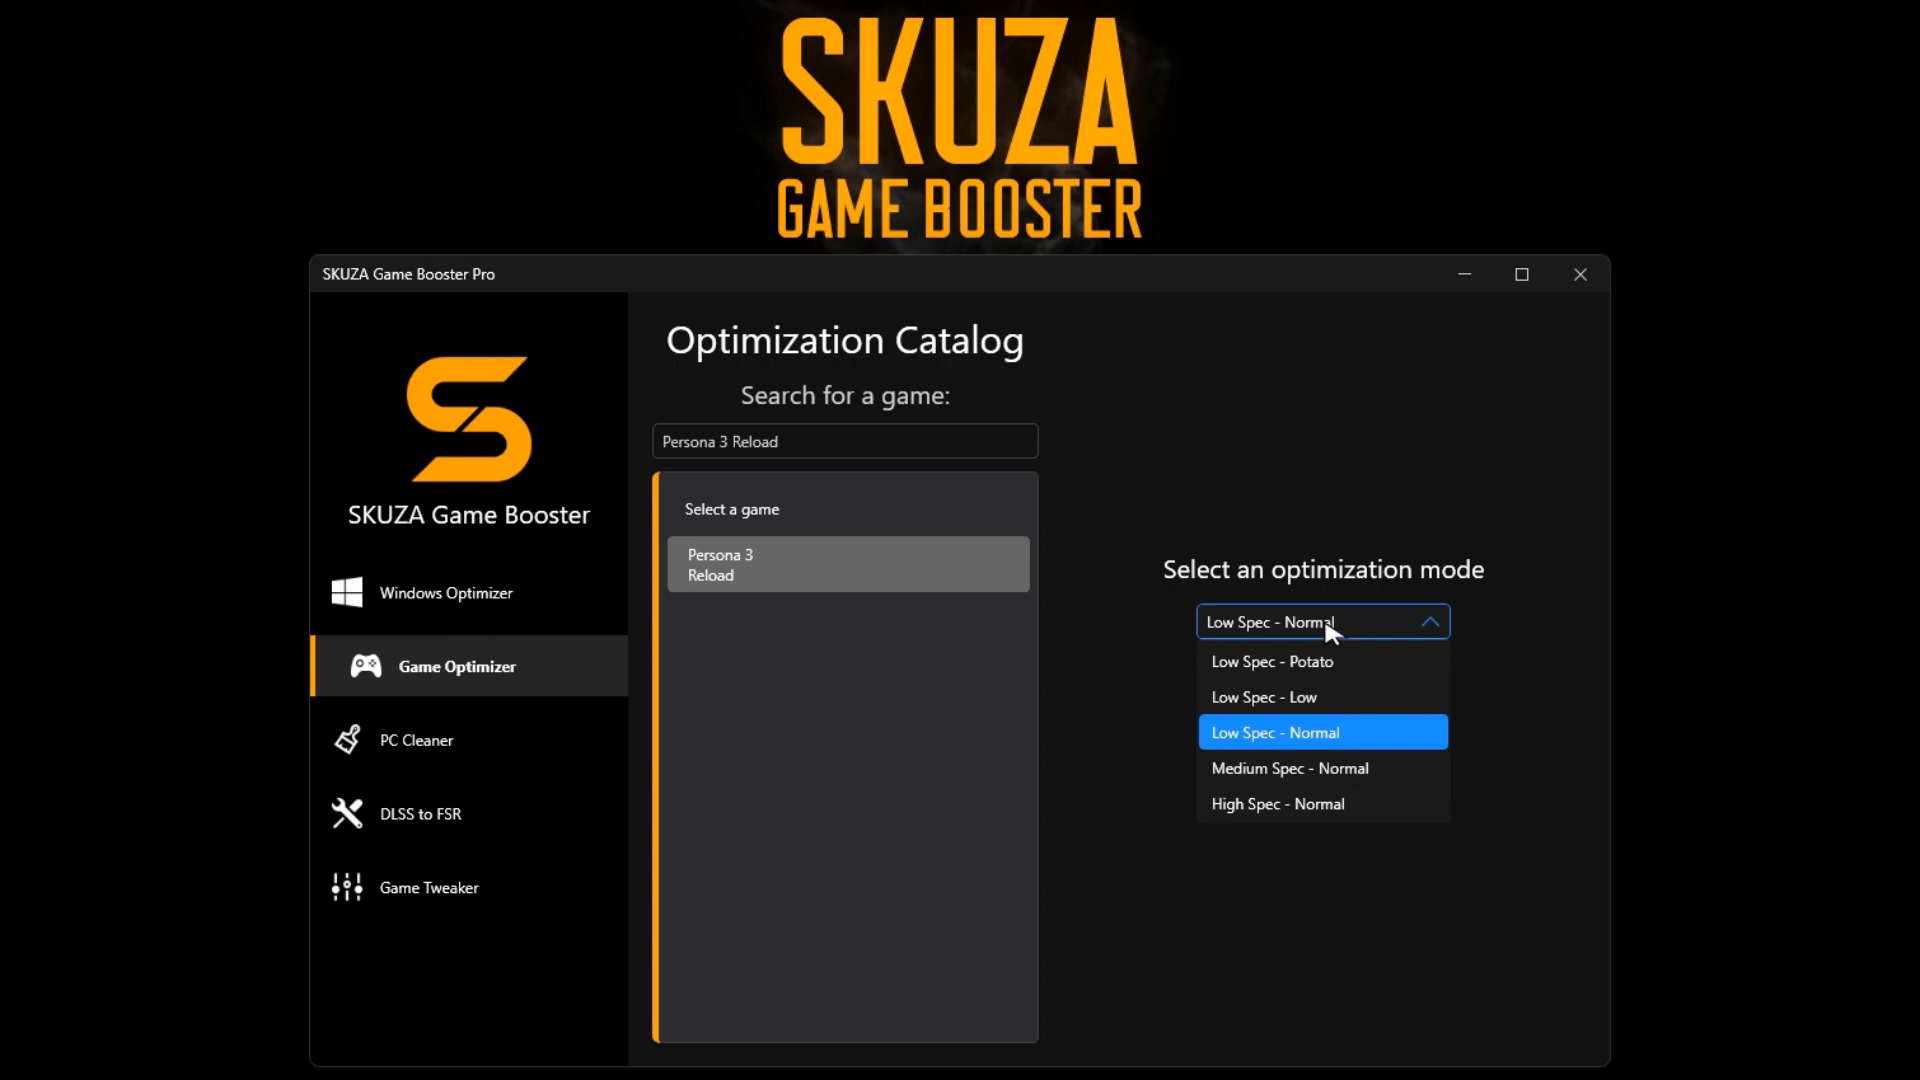 SKUZA
GAME BOOSTER
SKUZA Game Booster Pro
SKUZA Game Booster
Windows Optimizer
Game Optimizer
PC Cleaner
DLSS to FSR
Game Tweaker
Optimization Catalog
Search for a game:
Persona 3 Reload
Select a game
Persona 3
Reload
Select an optimization mode
Low Spec - Normal
Low Spec - Potato
Low Spec - Low
Low Spec - Normal
Medium Spec - Normal
High Spec - Normal